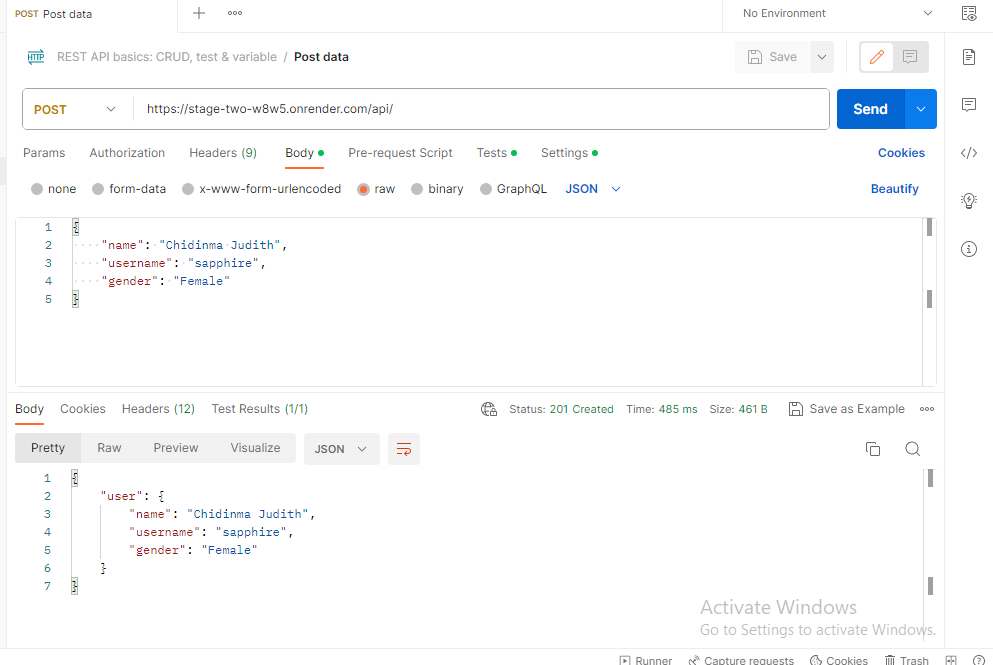 POST Post data
No Environment
HTTP REST API basics: CRUD, test & variable / Post data
Save
POST https://stage-two-w8w5.onrender.com/api/
Send
Params Authorization Headers (9) Body Pre-request Script Tests Settings Cookies
none form-data x-www-form-urlencoded raw binary GraphQL JSON Beautify
1 {
2 ····"name":·"Chidinma·Judith",
3 ····"username":·"sapphire",
4 ····"gender":·"Female"
5 }
Body Cookies Headers (12) Test Results (1/1) Status: 201 Created Time: 485 ms Size: 461 B Save as Example
Pretty Raw Preview Visualize JSON
1 {
2 "user": {
3 "name": "Chidinma Judith",
4 "username": "sapphire",
5 "gender": "Female"
6 }
7 }
Activate Windows
Go to Settings to activate Windows.
Runner Capture requests Cookies Trash